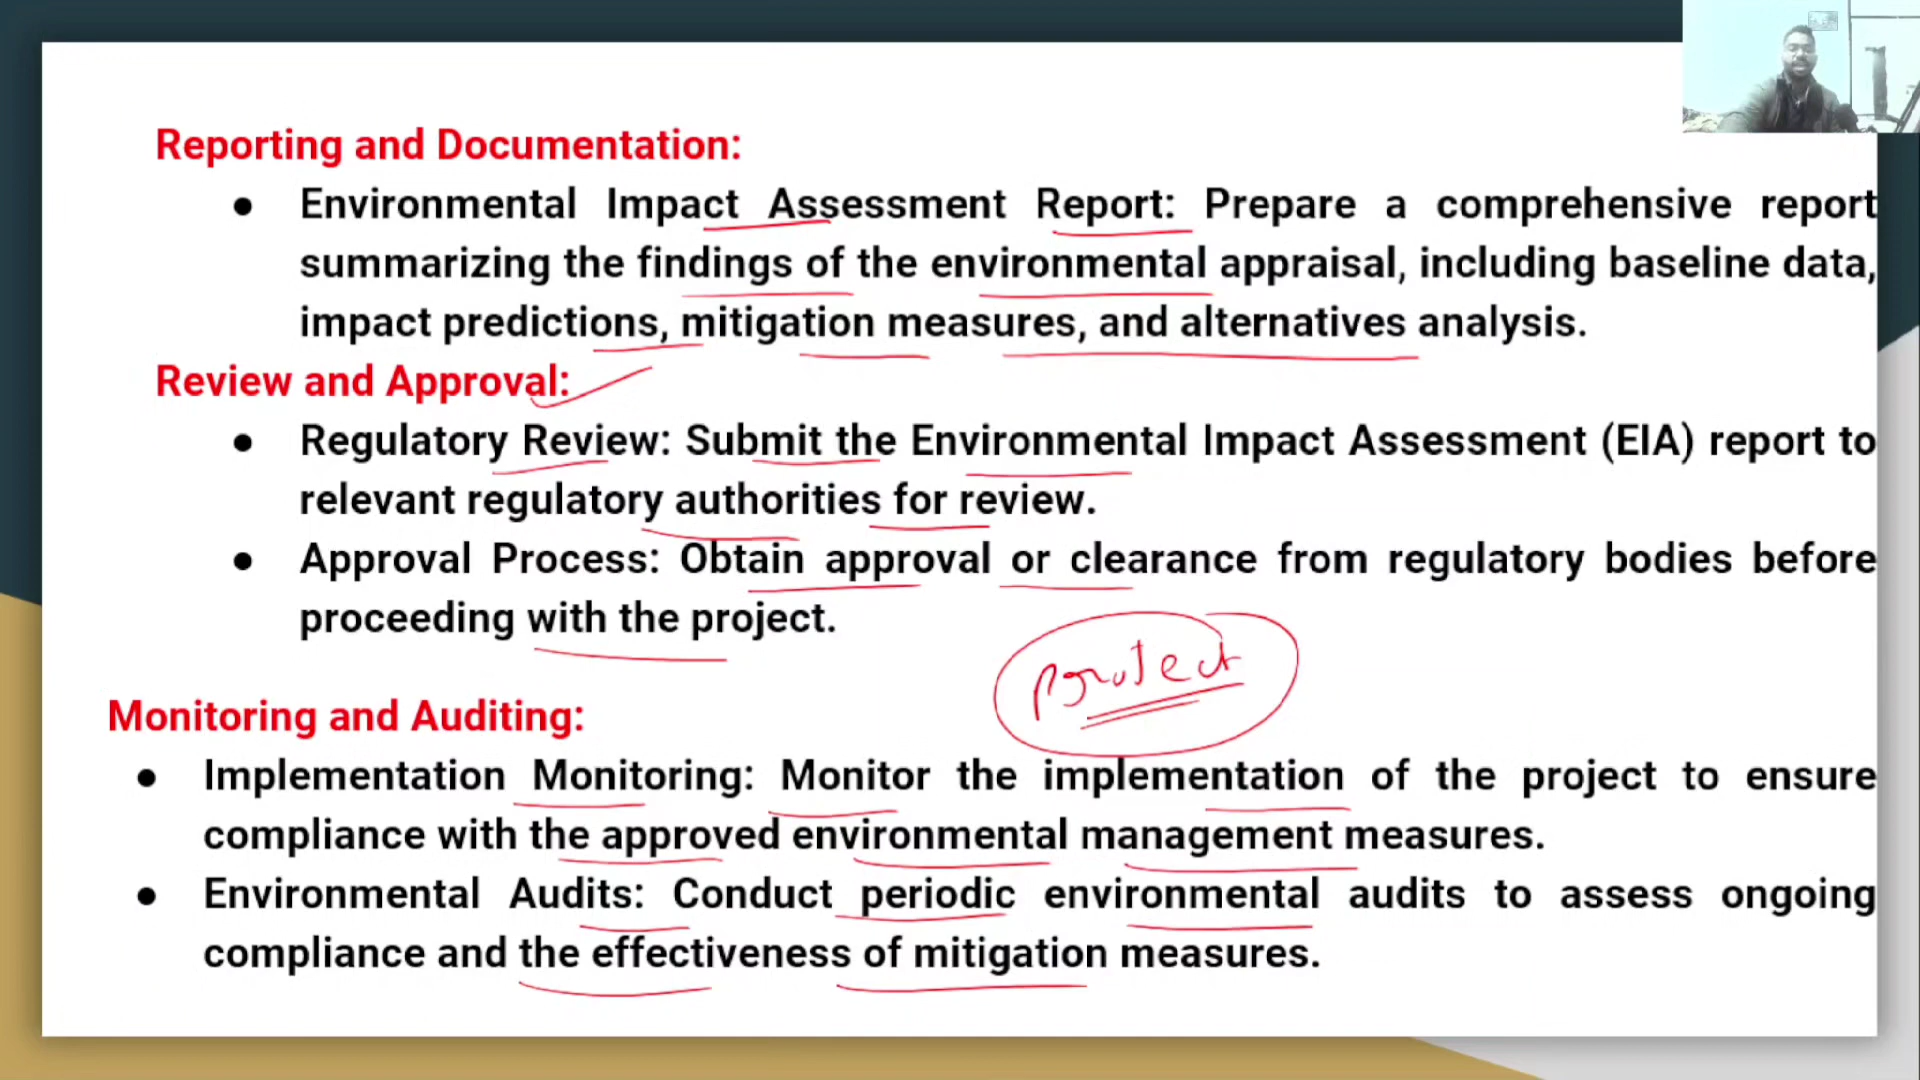 Reporting and Documentation:
● Environmental Impact Assessment Report: Prepare a comprehensive report
summarizing the findings of the environmental appraisal, including baseline data,
impact predictions, mitigation measures, and alternatives analysis.
Review and Approval:
● Regulatory Review: Submit the Environmental Impact Assessment (EIA) report to
relevant regulatory authorities for review.
● Approval Process: Obtain approval or clearance from regulatory bodies before
proceeding with the project.
project
Monitoring and Auditing:
● Implementation Monitoring: Monitor the implementation of the project to ensure
compliance with the approved environmental management measures.
● Environmental Audits: Conduct periodic environmental audits to assess ongoing
compliance and the effectiveness of mitigation measures.